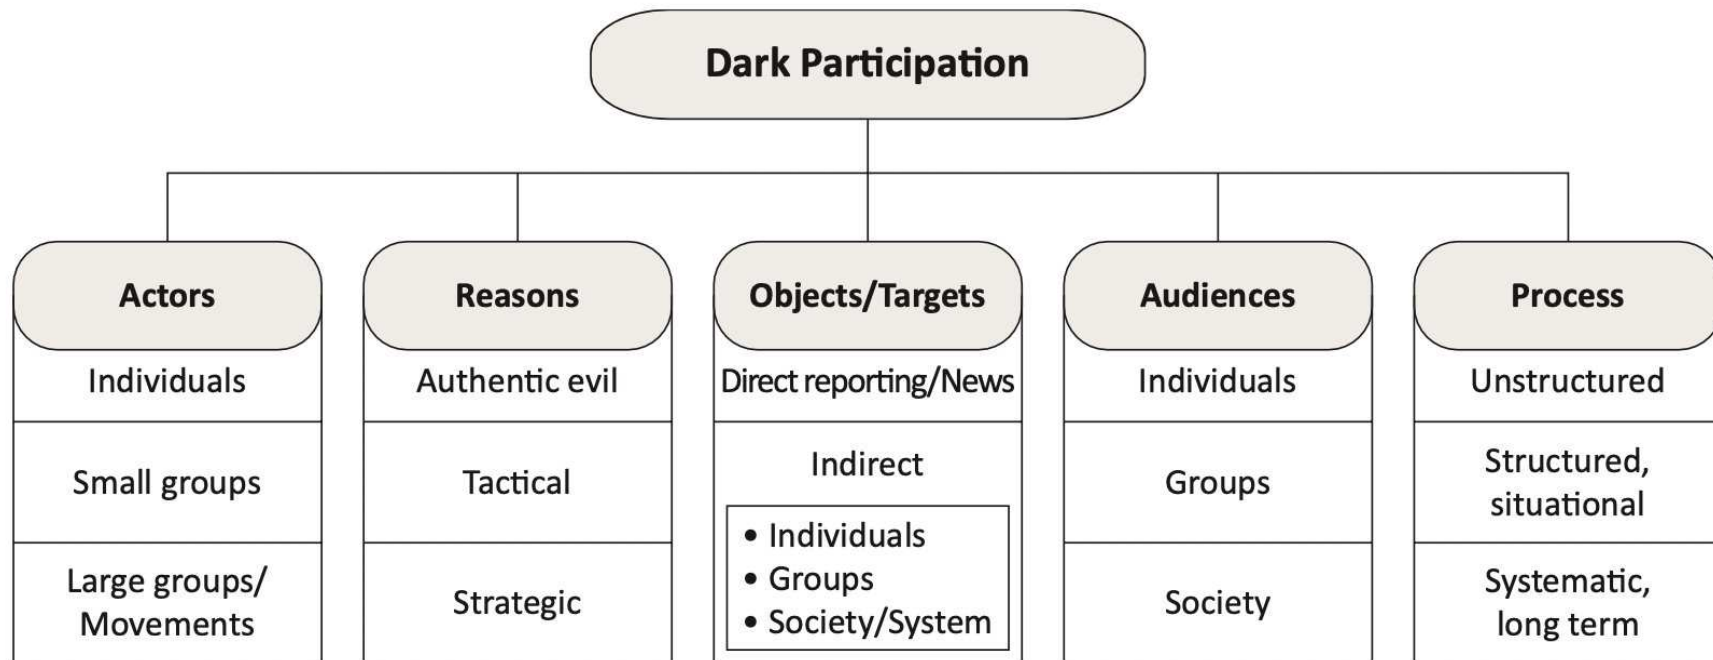 Dark Participation
Actors
Individuals
Small groups
Large groups/
Movements
Reasons
Authentic evil
Tactical
Strategic
Objects/Targets
Direct reporting/News
Indirect
• Individuals
• Groups
• Society/System
Audiences
Individuals
Groups
Society
Process
Unstructured
Structured,
situational
Systematic,
long term